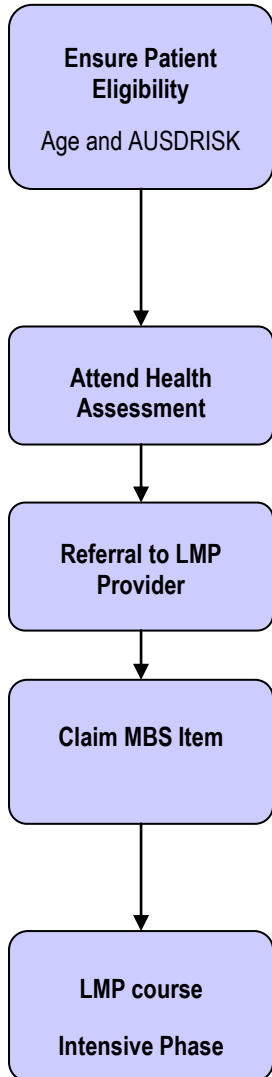 Ensure Patient
Eligibility
Age and AUSDRISK
Attend Health
Assessment
Referral to LMP
Provider
Claim MBS Item
LMP course
Intensive Phase